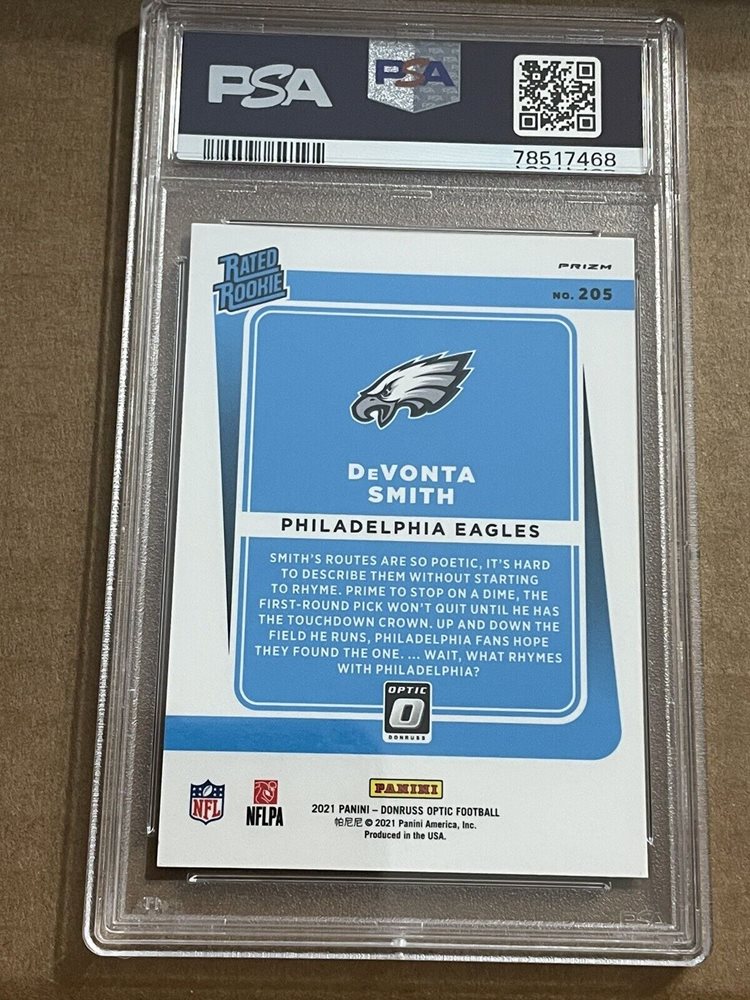 PSA
PSA
78517468
RATED
ROOKIE
PRIZM
NO. 205
DeVONTA
SMITH
PHILADELPHIA EAGLES
SMITH'S ROUTES ARE SO POETIC, IT'S HARD
TO DESCRIBE THEM WITHOUT STARTING
TO RHYME. PRIME TO STOP ON A DIME, THE
FIRST-ROUND PICK WON'T QUIT UNTIL HE HAS
THE TOUCHDOWN CROWN. UP AND DOWN THE
FIELD HE RUNS, PHILADELPHIA FANS HOPE
THEY FOUND THE ONE. ... WAIT, WHAT RHYMES
WITH PHILADELPHIA?
OPTIC
DONRUSS
PANINI
NFL
NFLPA
2021 PANINI – DONRUSS OPTIC FOOTBALL
帕尼尼 © 2021 Panini America, Inc.
Produced in the USA.
PSA